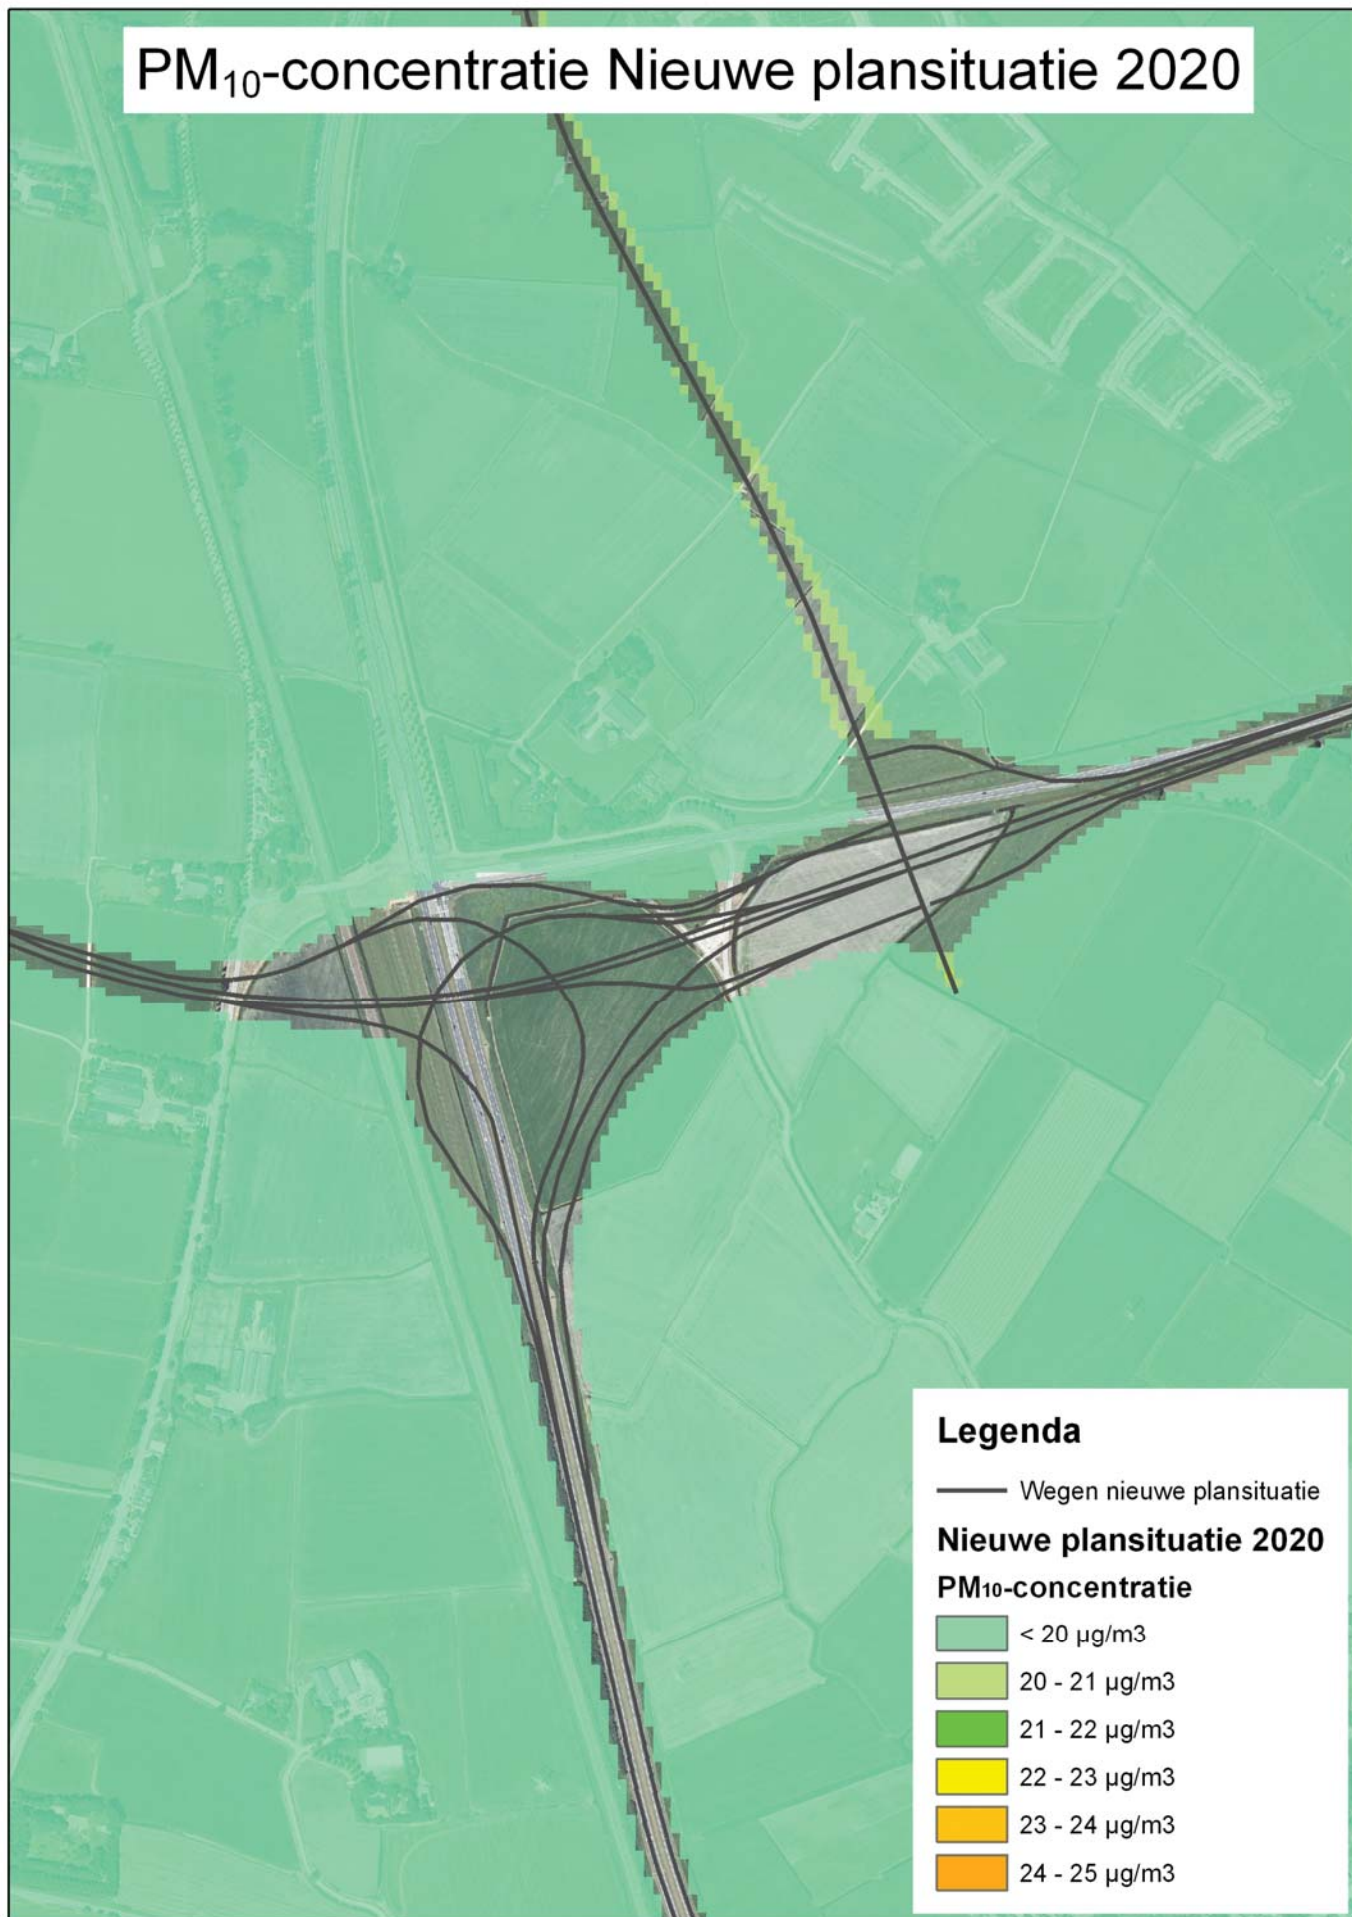 PM₁₀-concentratie Nieuwe plansituatie 2020
Legenda
Wegen nieuwe plansituatie
Nieuwe plansituatie 2020
PM₁₀-concentratie
< 20 µg/m3
20 - 21 µg/m3
21 - 22 µg/m3
22 - 23 µg/m3
23 - 24 µg/m3
24 - 25 µg/m3